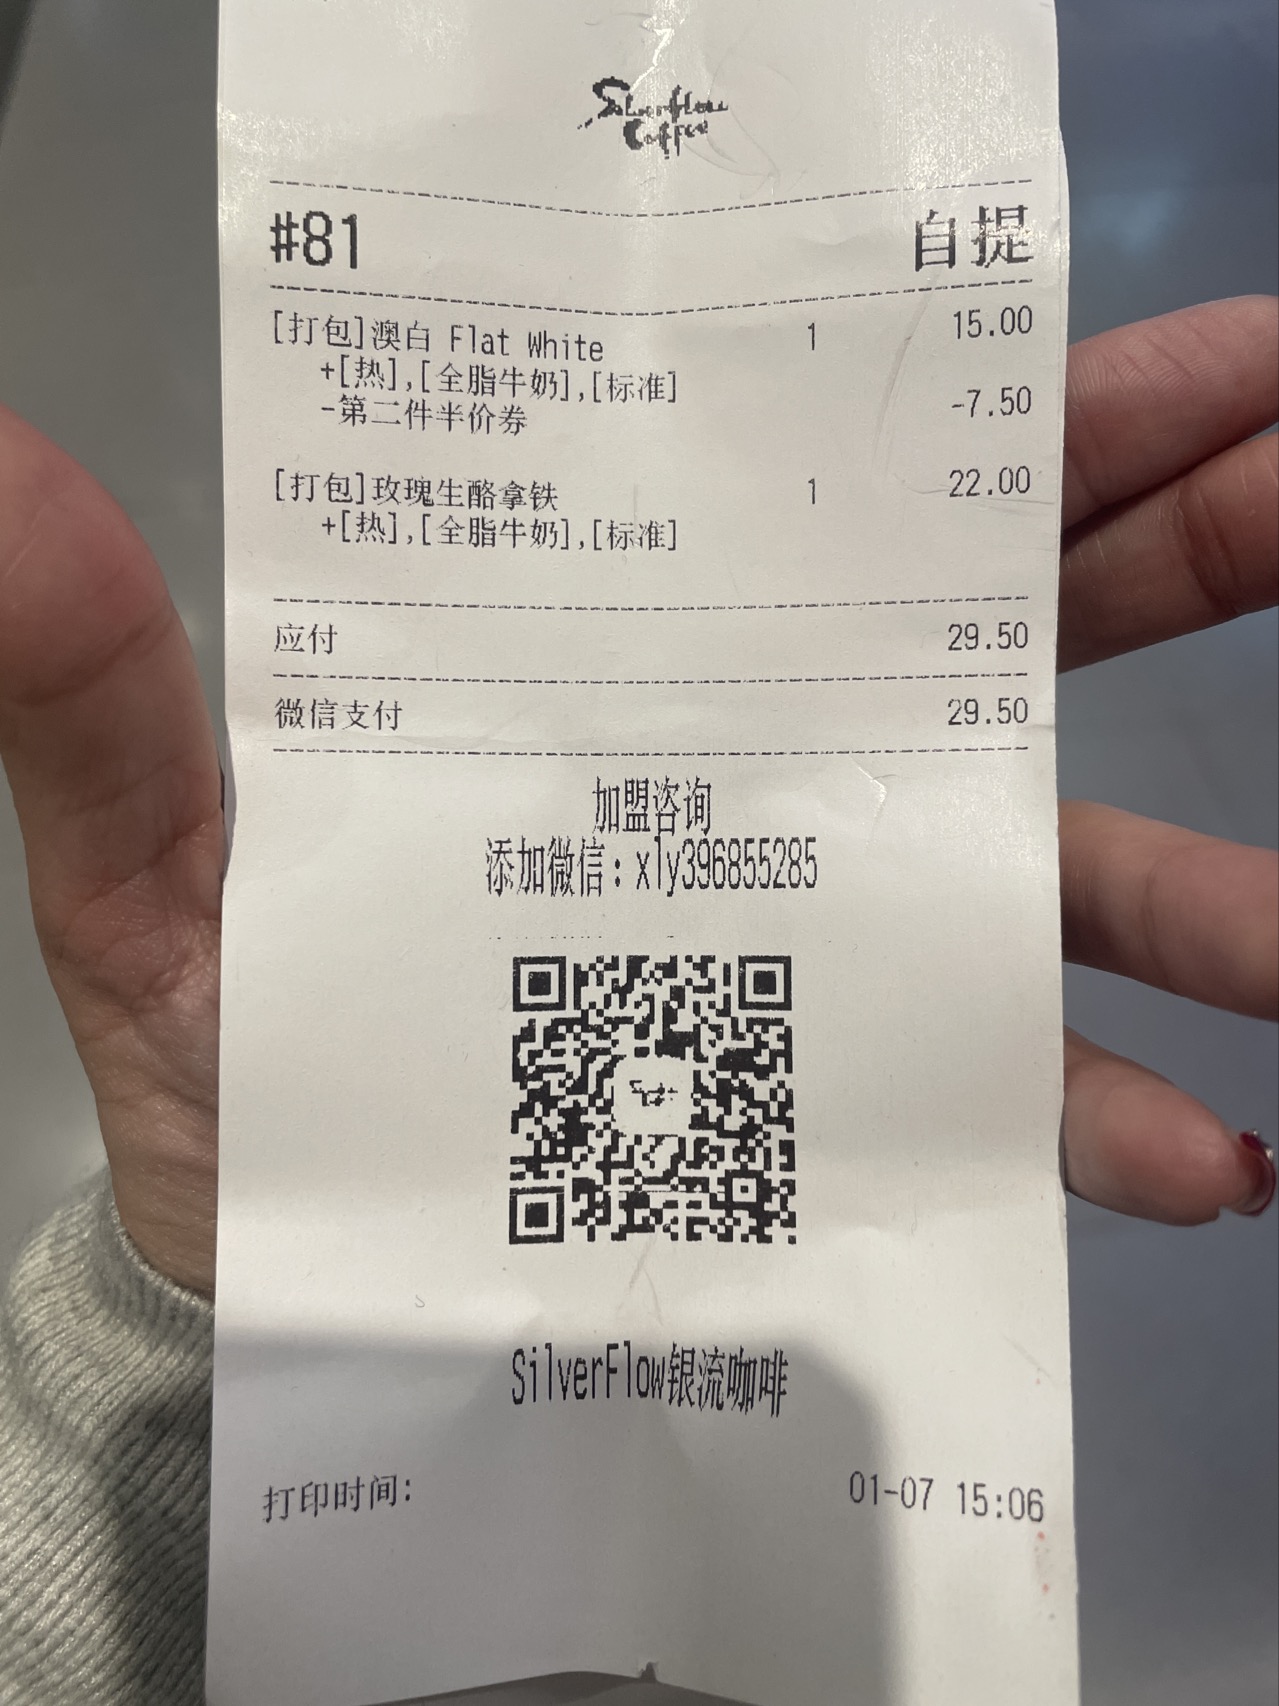 Silverflow
Coffee
#81 自提
[打包]澳白 Flat White 1 15.00
+[热],[全脂牛奶],[标准]
-第二件半价券 -7.50
[打包]玫瑰生酪拿铁 1 22.00
+[热],[全脂牛奶],[标准]
应付 29.50
微信支付 29.50
加盟咨询
添加微信:xly396855285
SilverFlow银流咖啡
打印时间: 01-07 15:06